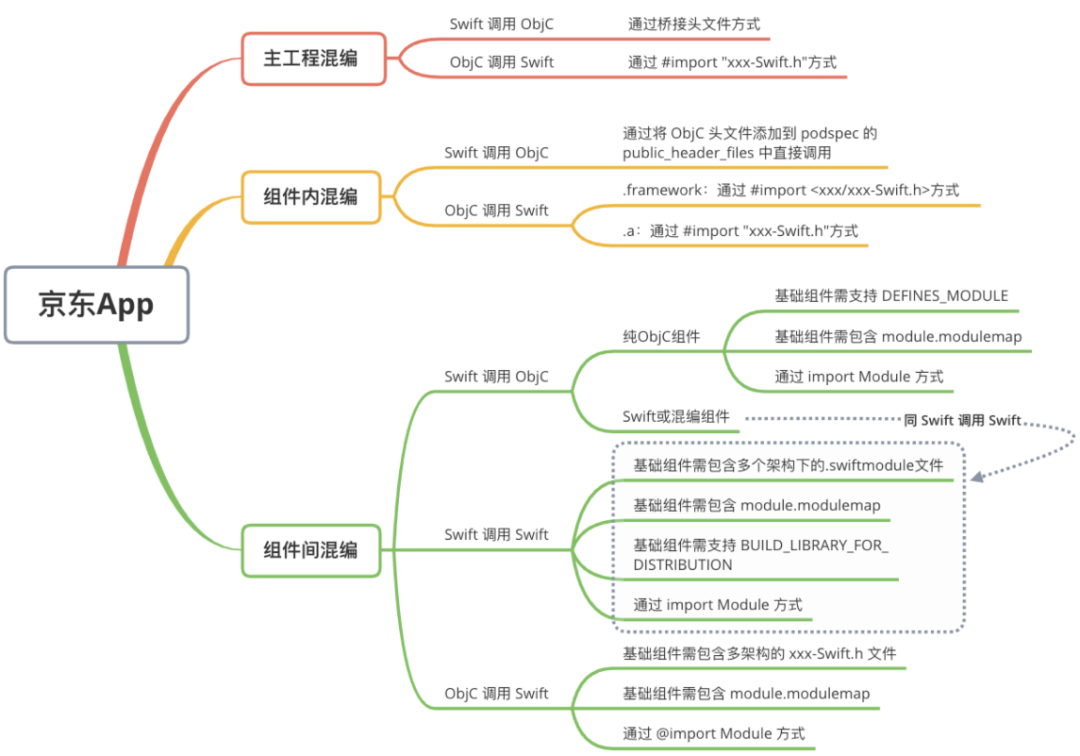 京东App
主工程混编
Swift 调用 ObjC
通过桥接头文件方式
ObjC 调用 Swift
通过 #import "xxx-Swift.h"方式
组件内混编
Swift 调用 ObjC
通过将 ObjC 头文件添加到 podspec 的
public_header_files 中直接调用
ObjC 调用 Swift
.framework：通过 #import <xxx/xxx-Swift.h>方式
.a：通过 #import "xxx-Swift.h"方式
组件间混编
Swift 调用 ObjC
纯ObjC组件
基础组件需支持 DEFINES_MODULE
基础组件需包含 module.modulemap
通过 import Module 方式
Swift或混编组件
同 Swift 调用 Swift
Swift 调用 Swift
基础组件需包含多个架构下的.swiftmodule文件
基础组件需包含 module.modulemap
基础组件需支持 BUILD_LIBRARY_FOR_
DISTRIBUTION
通过 import Module 方式
ObjC 调用 Swift
基础组件需包含多架构的 xxx-Swift.h 文件
基础组件需包含 module.modulemap
通过 @import Module 方式